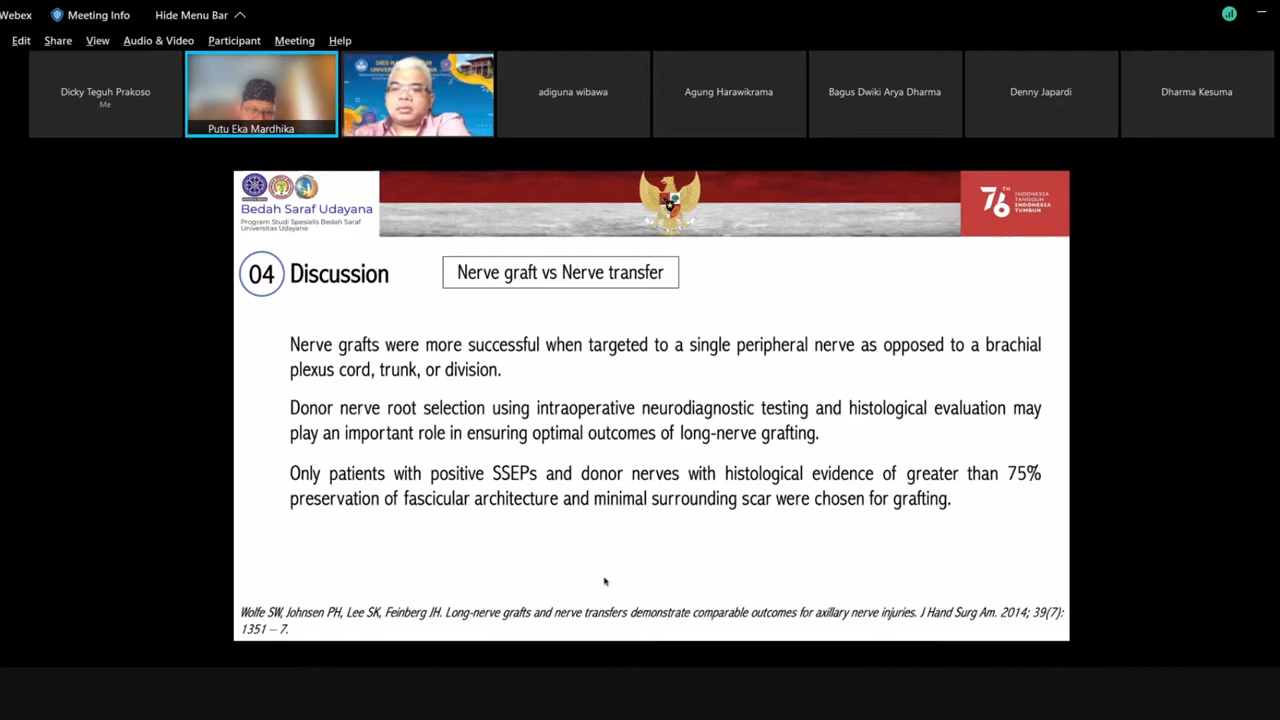 Webex
Meeting Info
Hide Menu Bar
Edit Share View Audio & Video Participant Meeting Help
Dicky Teguh Prakoso
Me
Putu Eka Mardhika
adiguna wibawa
Agung Harawikrama
Bagus Dwiki Arya Dharma
Denny Japardi
Dharma Kesuma
Bedah Saraf Udayana
Program Studi Spesialis Bedah Saraf
Universitas Udayana
76TH
INDONESIA
TANGGUH
INDONESIA
TUMBUH
04 Discussion
Nerve graft vs Nerve transfer
Nerve grafts were more successful when targeted to a single peripheral nerve as opposed to a brachial
plexus cord, trunk, or division.
Donor nerve root selection using intraoperative neurodiagnostic testing and histological evaluation may
play an important role in ensuring optimal outcomes of long-nerve grafting.
Only patients with positive SSEPs and donor nerves with histological evidence of greater than 75%
preservation of fascicular architecture and minimal surrounding scar were chosen for grafting.
Wolfe SW, Johnsen PH, Lee SK, Feinberg JH. Long-nerve grafts and nerve transfers demonstrate comparable outcomes for axillary nerve injuries. J Hand Surg Am. 2014; 39(7):
1351 – 7.